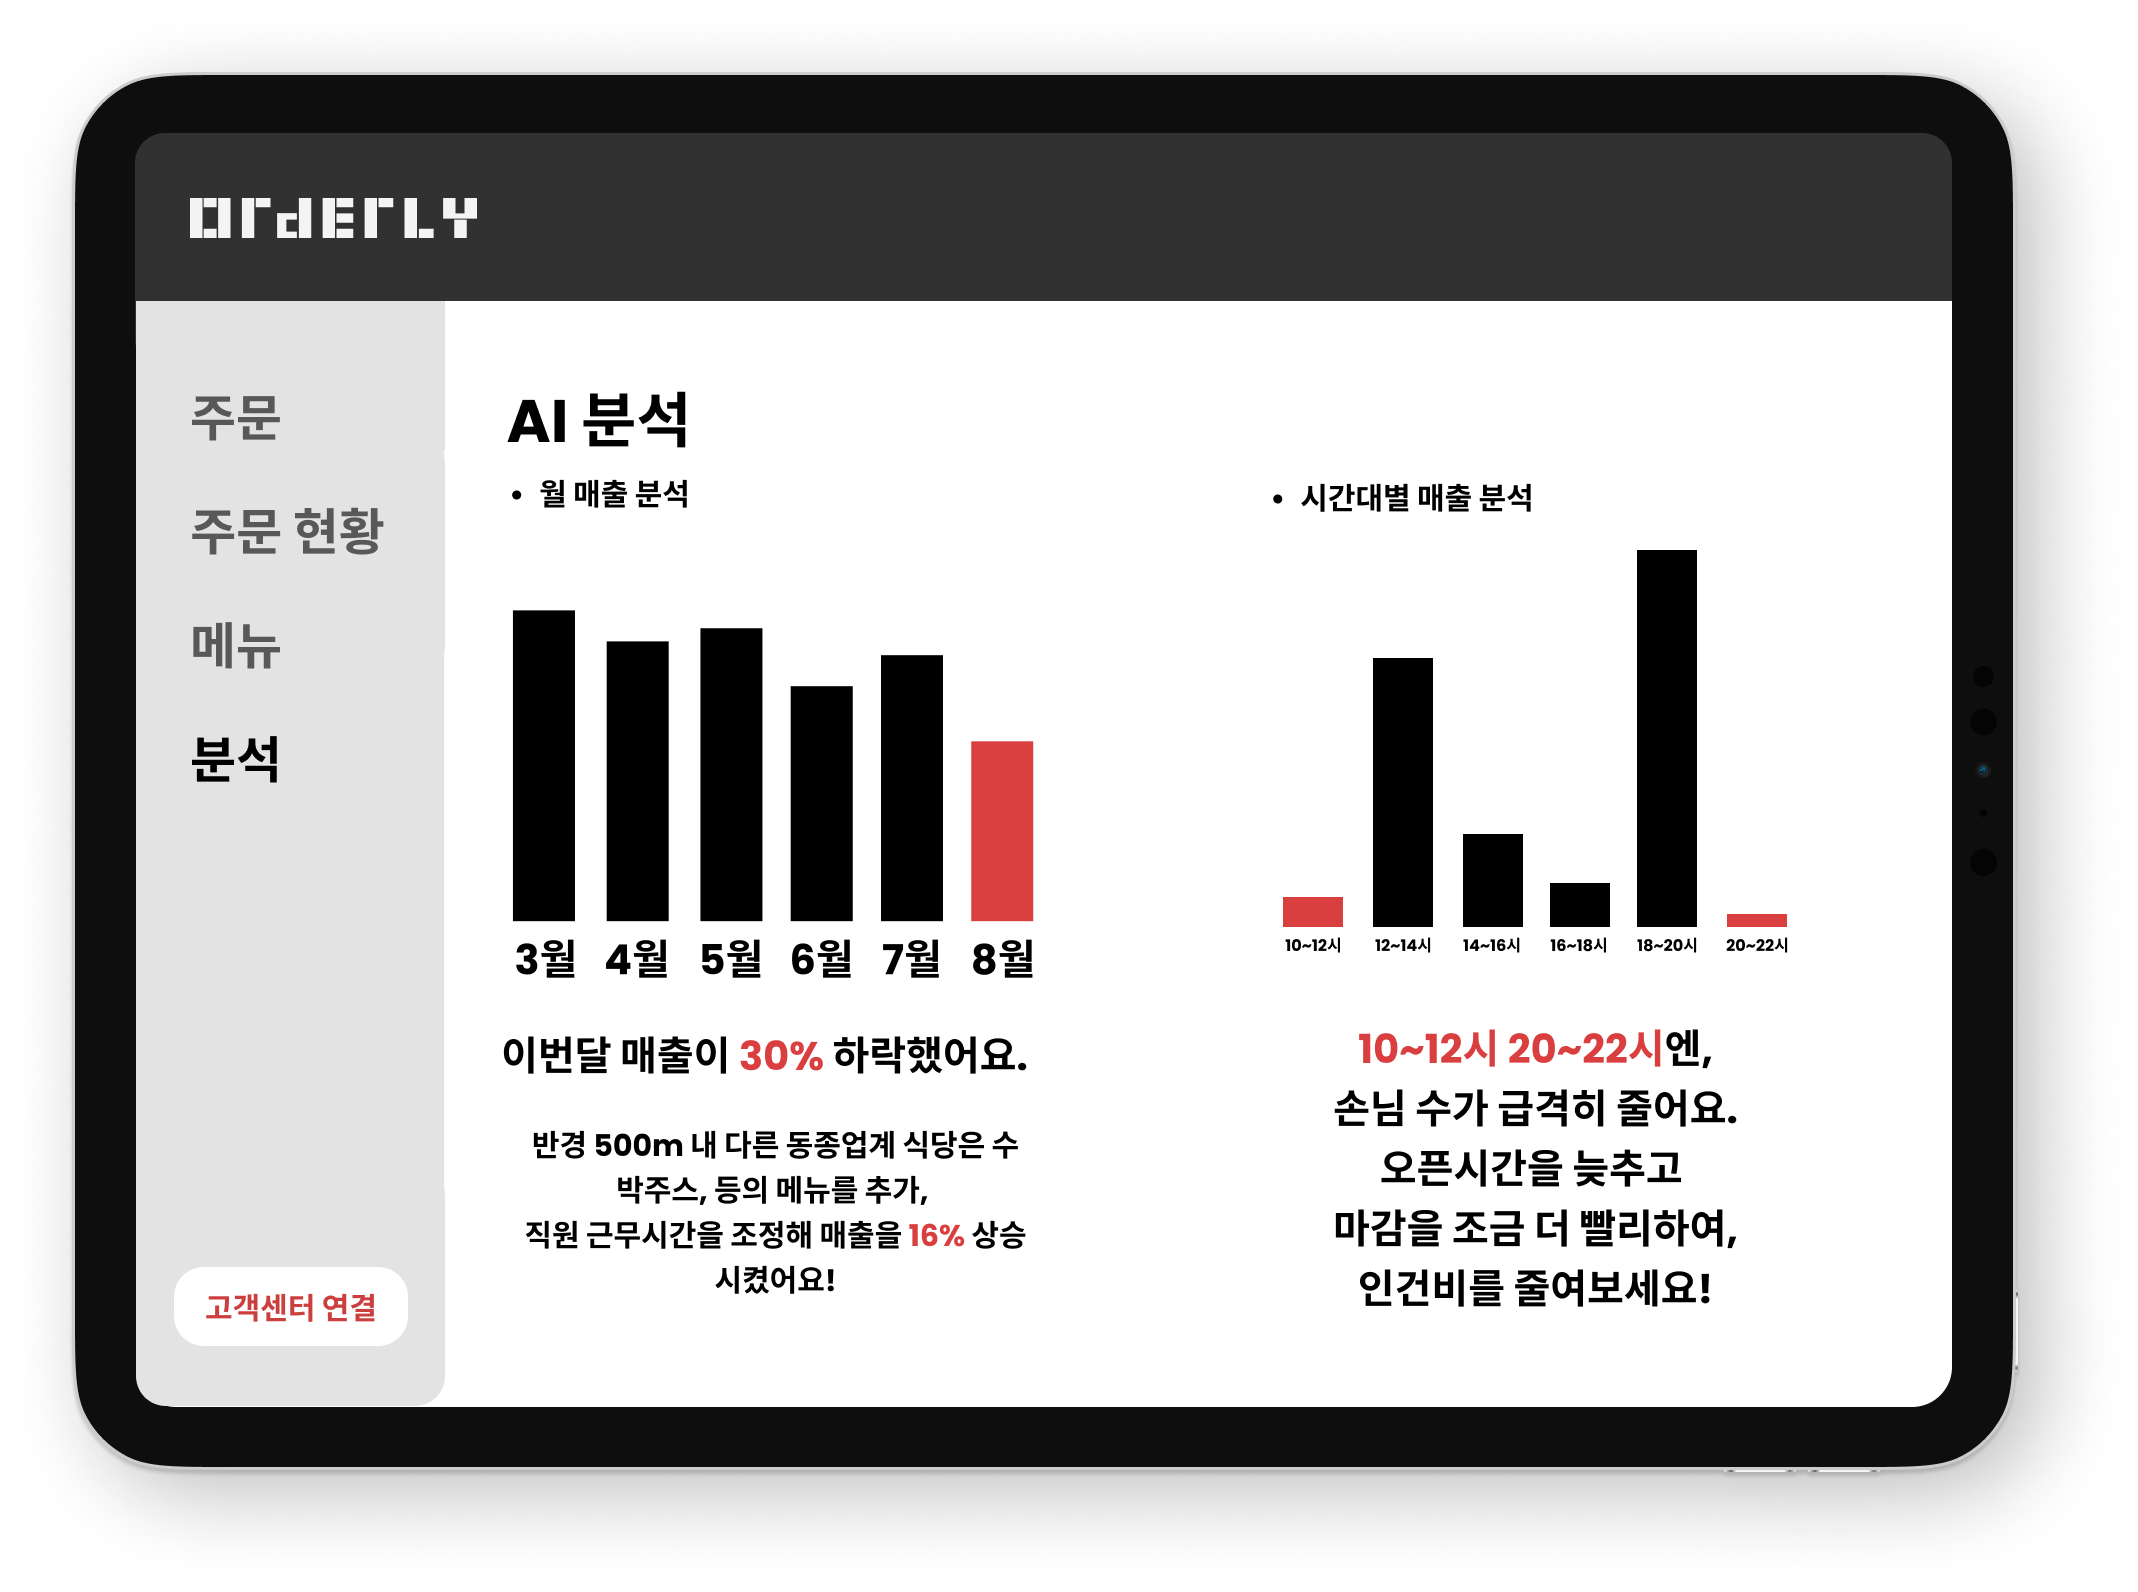 OrdErLY
주문
주문 현황
메뉴
분석
고객센터 연결
AI 분석
• 월 매출 분석
3월 4월 5월 6월 7월 8월
이번달 매출이 30% 하락했어요.
반경 500m 내 다른 동종업계 식당은 수
박주스, 등의 메뉴를 추가,
직원 근무시간을 조정해 매출을 16% 상승
시켰어요!
• 시간대별 매출 분석
10~12시 12~14시 14~16시 16~18시 18~20시 20~22시
10~12시 20~22시엔,
손님 수가 급격히 줄어요.
오픈시간을 늦추고
마감을 조금 더 빨리하여,
인건비를 줄여보세요!